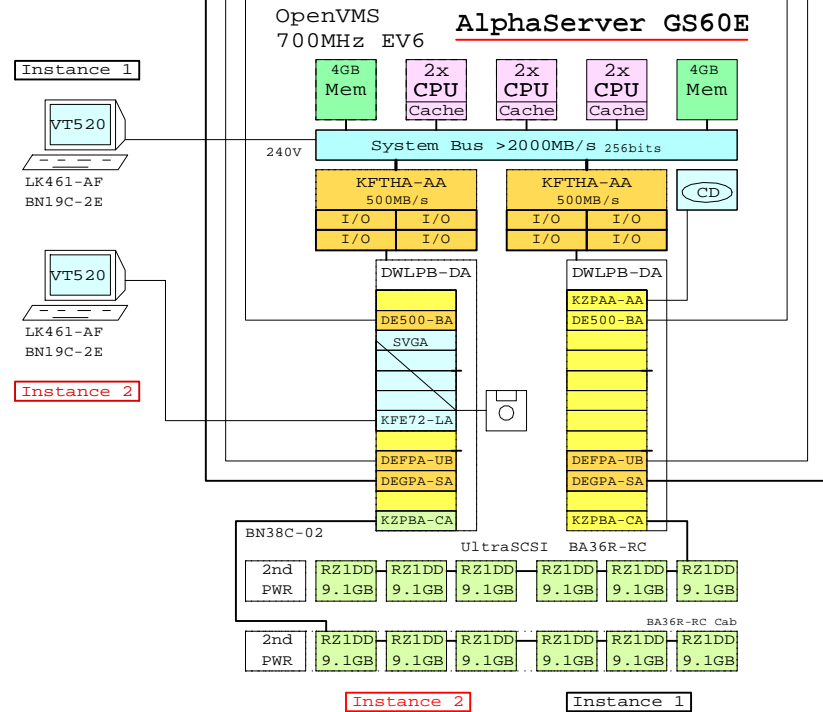 OpenVMS
700MHz EV6
AlphaServer GS60E
Instance 1
4GB
Mem
2x
CPU
Cache
2x
CPU
Cache
2x
CPU
Cache
4GB
Mem
VT520
240V
System Bus >2000MB/s 256bits
LK461-AF
BN19C-2E
KFTHA-AA
500MB/s
I/O I/O
I/O I/O
KFTHA-AA
500MB/s
I/O I/O
I/O I/O
CD
VT520
LK461-AF
BN19C-2E
Instance 2
DWLPB-DA
DE500-BA
SVGA
KFE72-LA
DEFPA-UB
DEGPA-SA
KZPBA-CA
DWLPB-DA
KZPAA-AA
DE500-BA
DEFPA-UB
DEGPA-SA
KZPBA-CA
BN38C-02
UltraSCSI BA36R-RC
2nd
PWR
RZ1DD RZ1DD RZ1DD RZ1DD RZ1DD RZ1DD
9.1GB 9.1GB 9.1GB 9.1GB 9.1GB 9.1GB
BA36R-RC Cab
2nd
PWR
RZ1DD RZ1DD RZ1DD RZ1DD RZ1DD RZ1DD
9.1GB 9.1GB 9.1GB 9.1GB 9.1GB 9.1GB
Instance 2
Instance 1